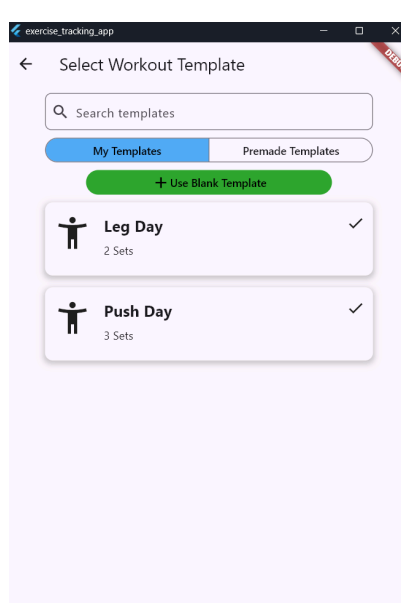 exercise_tracking_app
Select Workout Template
Search templates
My Templates Premade Templates
+ Use Blank Template
Leg Day
2 Sets
Push Day
3 Sets